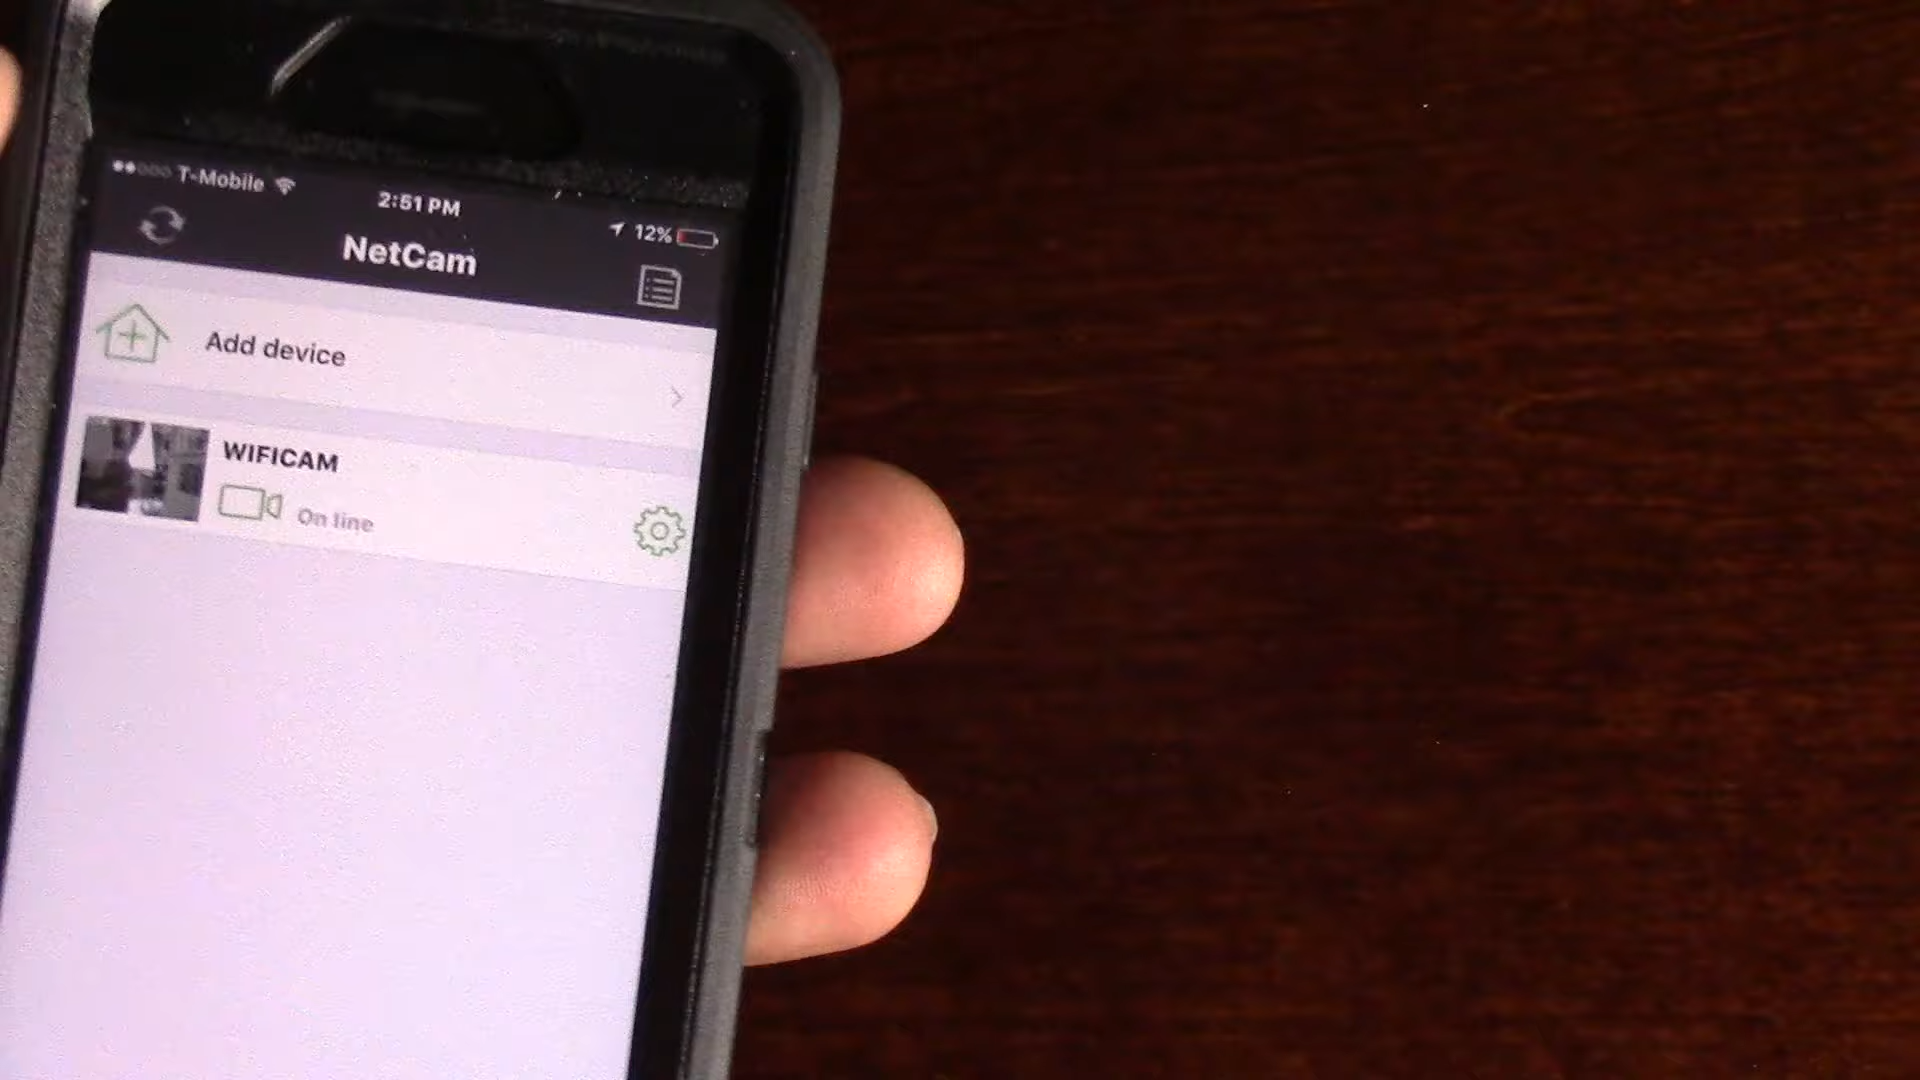 T-Mobile
2:51 PM
12%
NetCam
Add device
WIFICAM
On line